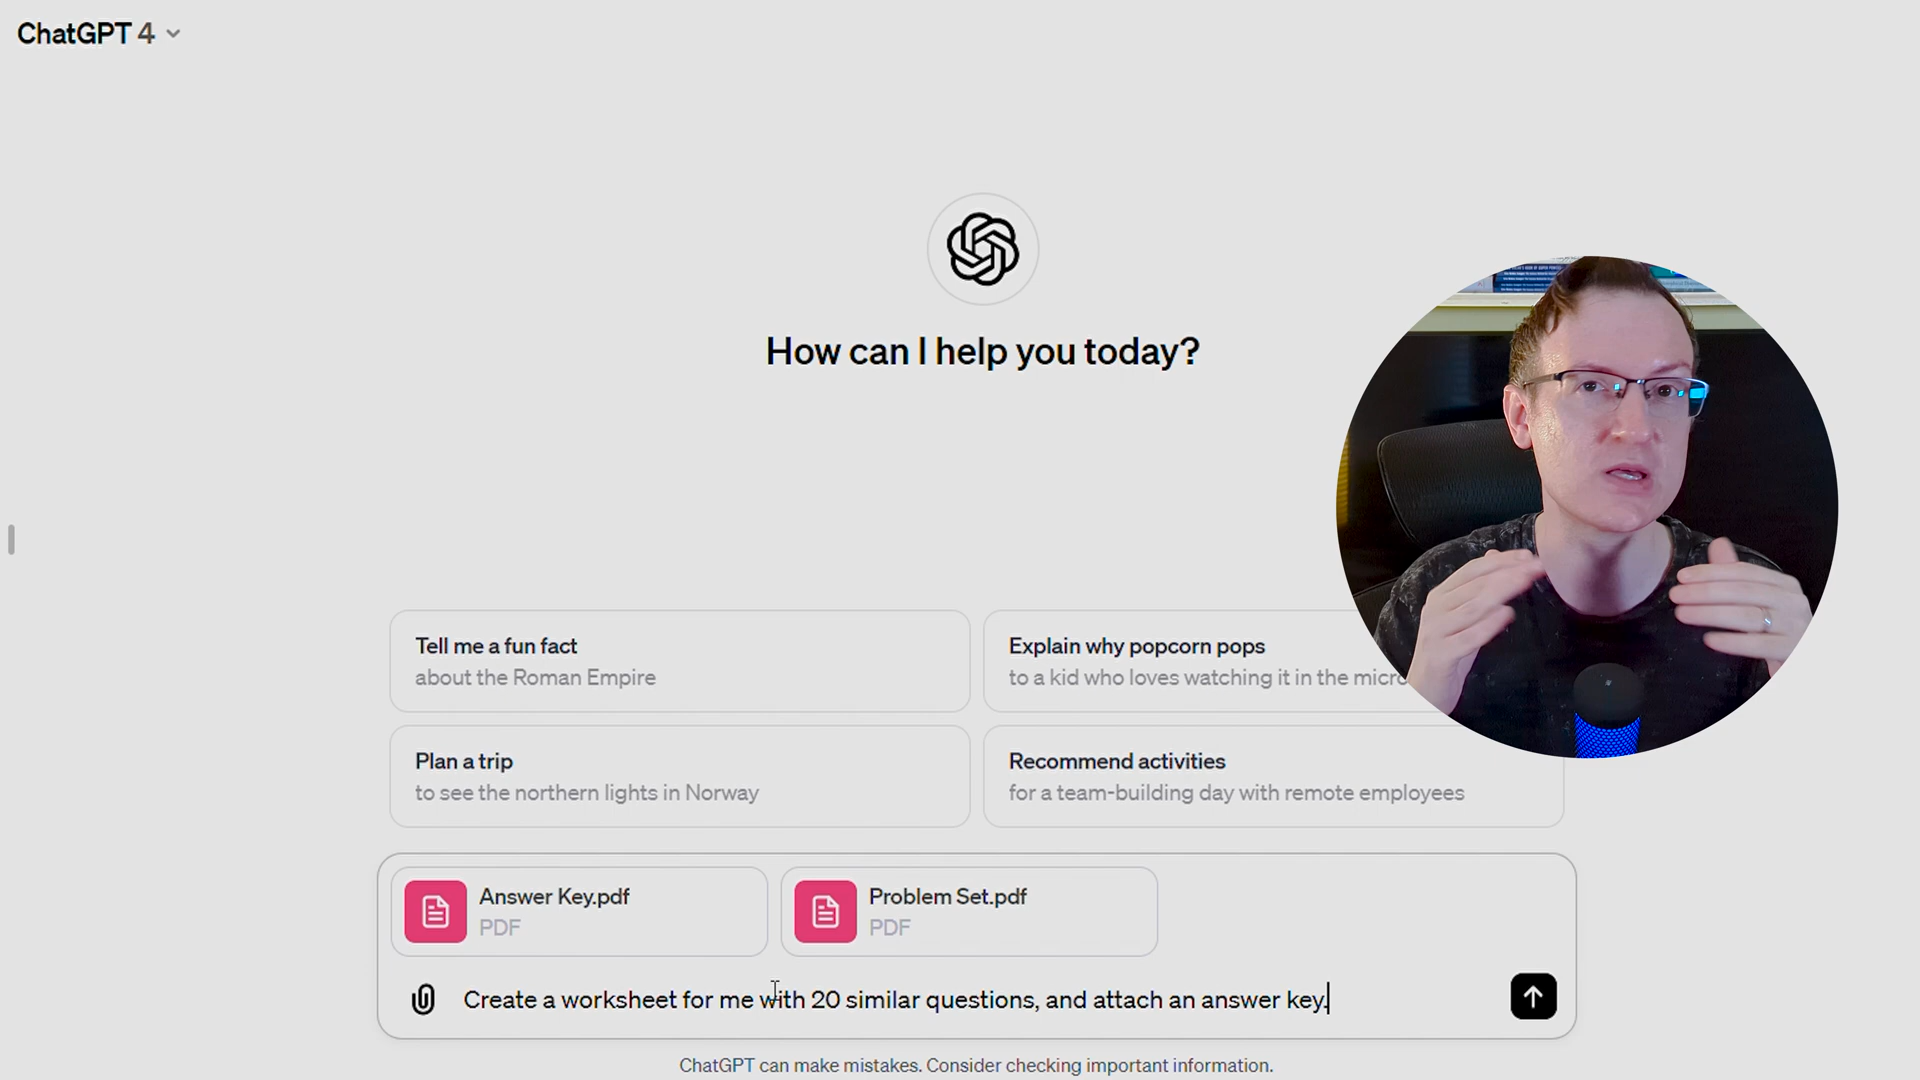 ChatGPT 4
How can I help you today?
Tell me a fun fact
about the Roman Empire
Explain why popcorn pops
to a kid who loves watching it in the micro
Plan a trip
to see the northern lights in Norway
Recommend activities
for a team-building day with remote employees
Answer Key.pdf
PDF
Problem Set.pdf
PDF
Create a worksheet for me with 20 similar questions, and attach an answer key.
ChatGPT can make mistakes. Consider checking important information.